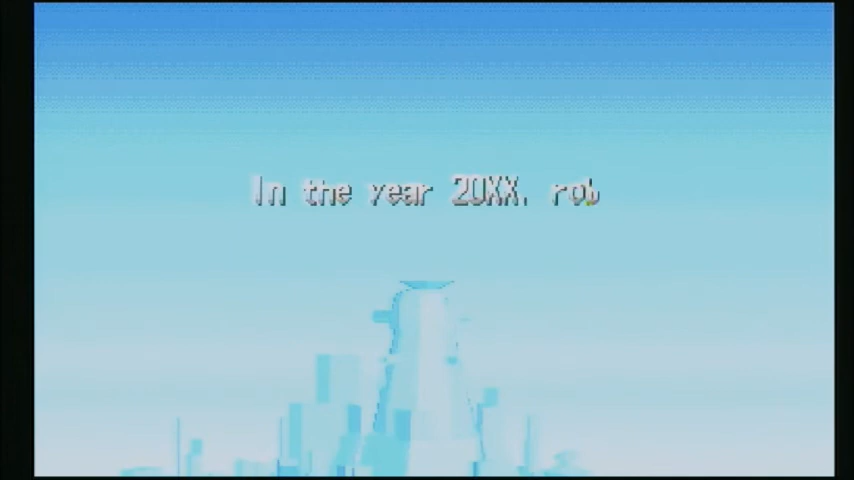 In the year 20XX, rob